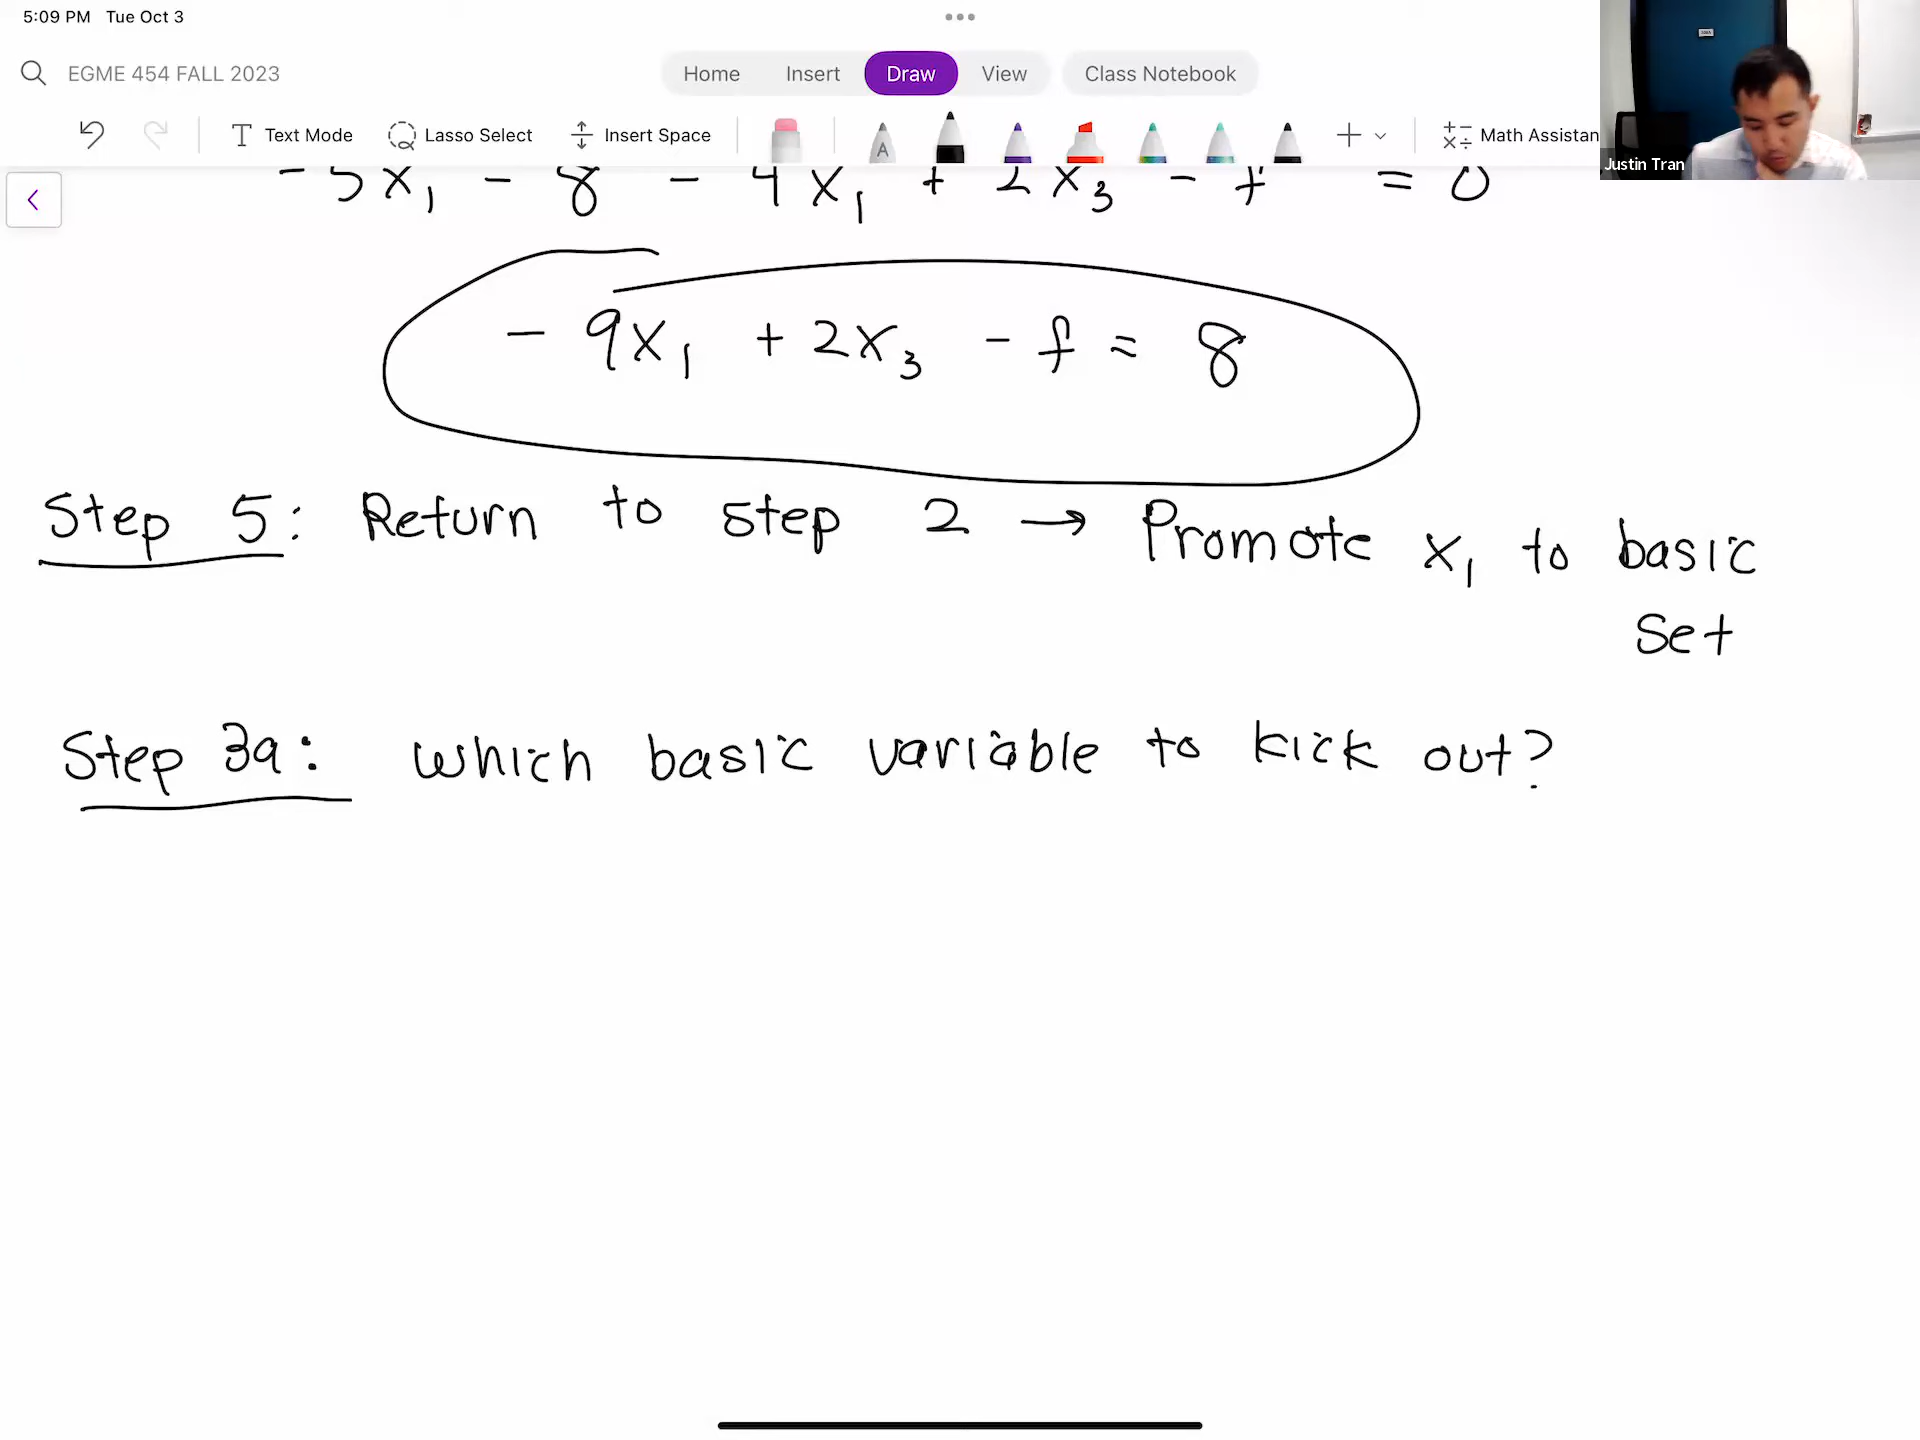 5:09 PM Tue Oct 3
EGME 454 FALL 2023
Home Insert Draw View Class Notebook
Text Mode Lasso Select Insert Space A Math Assistan
Justin Tran
- 5x₁ - 8 - 4x₁ + 2x₃ - f = 0
- 9x₁ + 2x₃ - f = 8
Step 5: Return to step 2 → Promote x₁ to basic
set
Step 3a: which basic variable to kick out?